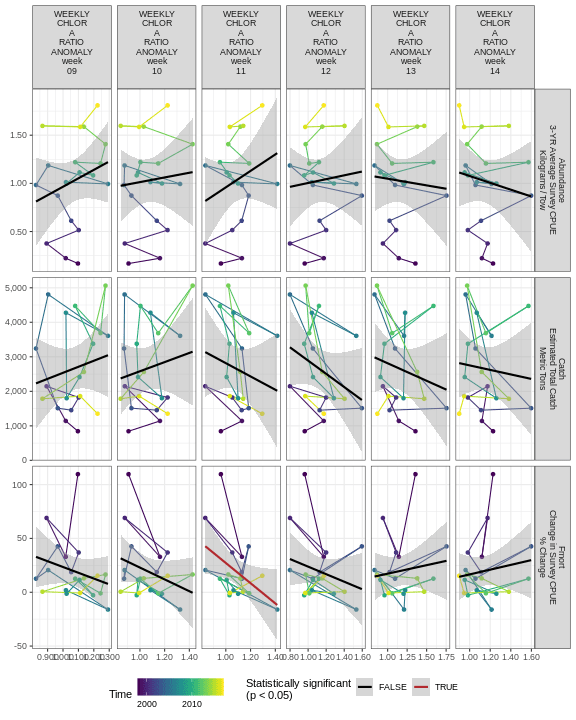 WEEKLY
CHLOR
A
RATIO
ANOMALY
week
09
WEEKLY
CHLOR
A
RATIO
ANOMALY
week
10
WEEKLY
CHLOR
A
RATIO
ANOMALY
week
11
WEEKLY
CHLOR
A
RATIO
ANOMALY
week
12
WEEKLY
CHLOR
A
RATIO
ANOMALY
week
13
WEEKLY
CHLOR
A
RATIO
ANOMALY
week
14
1.50
1.00
0.50
Abundance
3-YR Average Survey CPUE
Kilograms / Tow
5,000
4,000
3,000
2,000
1,000
0
Catch
Estimated Total Catch
Metric Tons
100
50
0
-50
Fmort
Change in Survey CPUE
% Change
1.00 1.20 1.40
1.00 1.20 1.40
0.80 1.00 1.20 1.40 1.60
1.00 1.25 1.50 1.75
1.00 1.20 1.40 1.60
Time
2000 2010
Statistically significant
(p < 0.05)
FALSE
TRUE